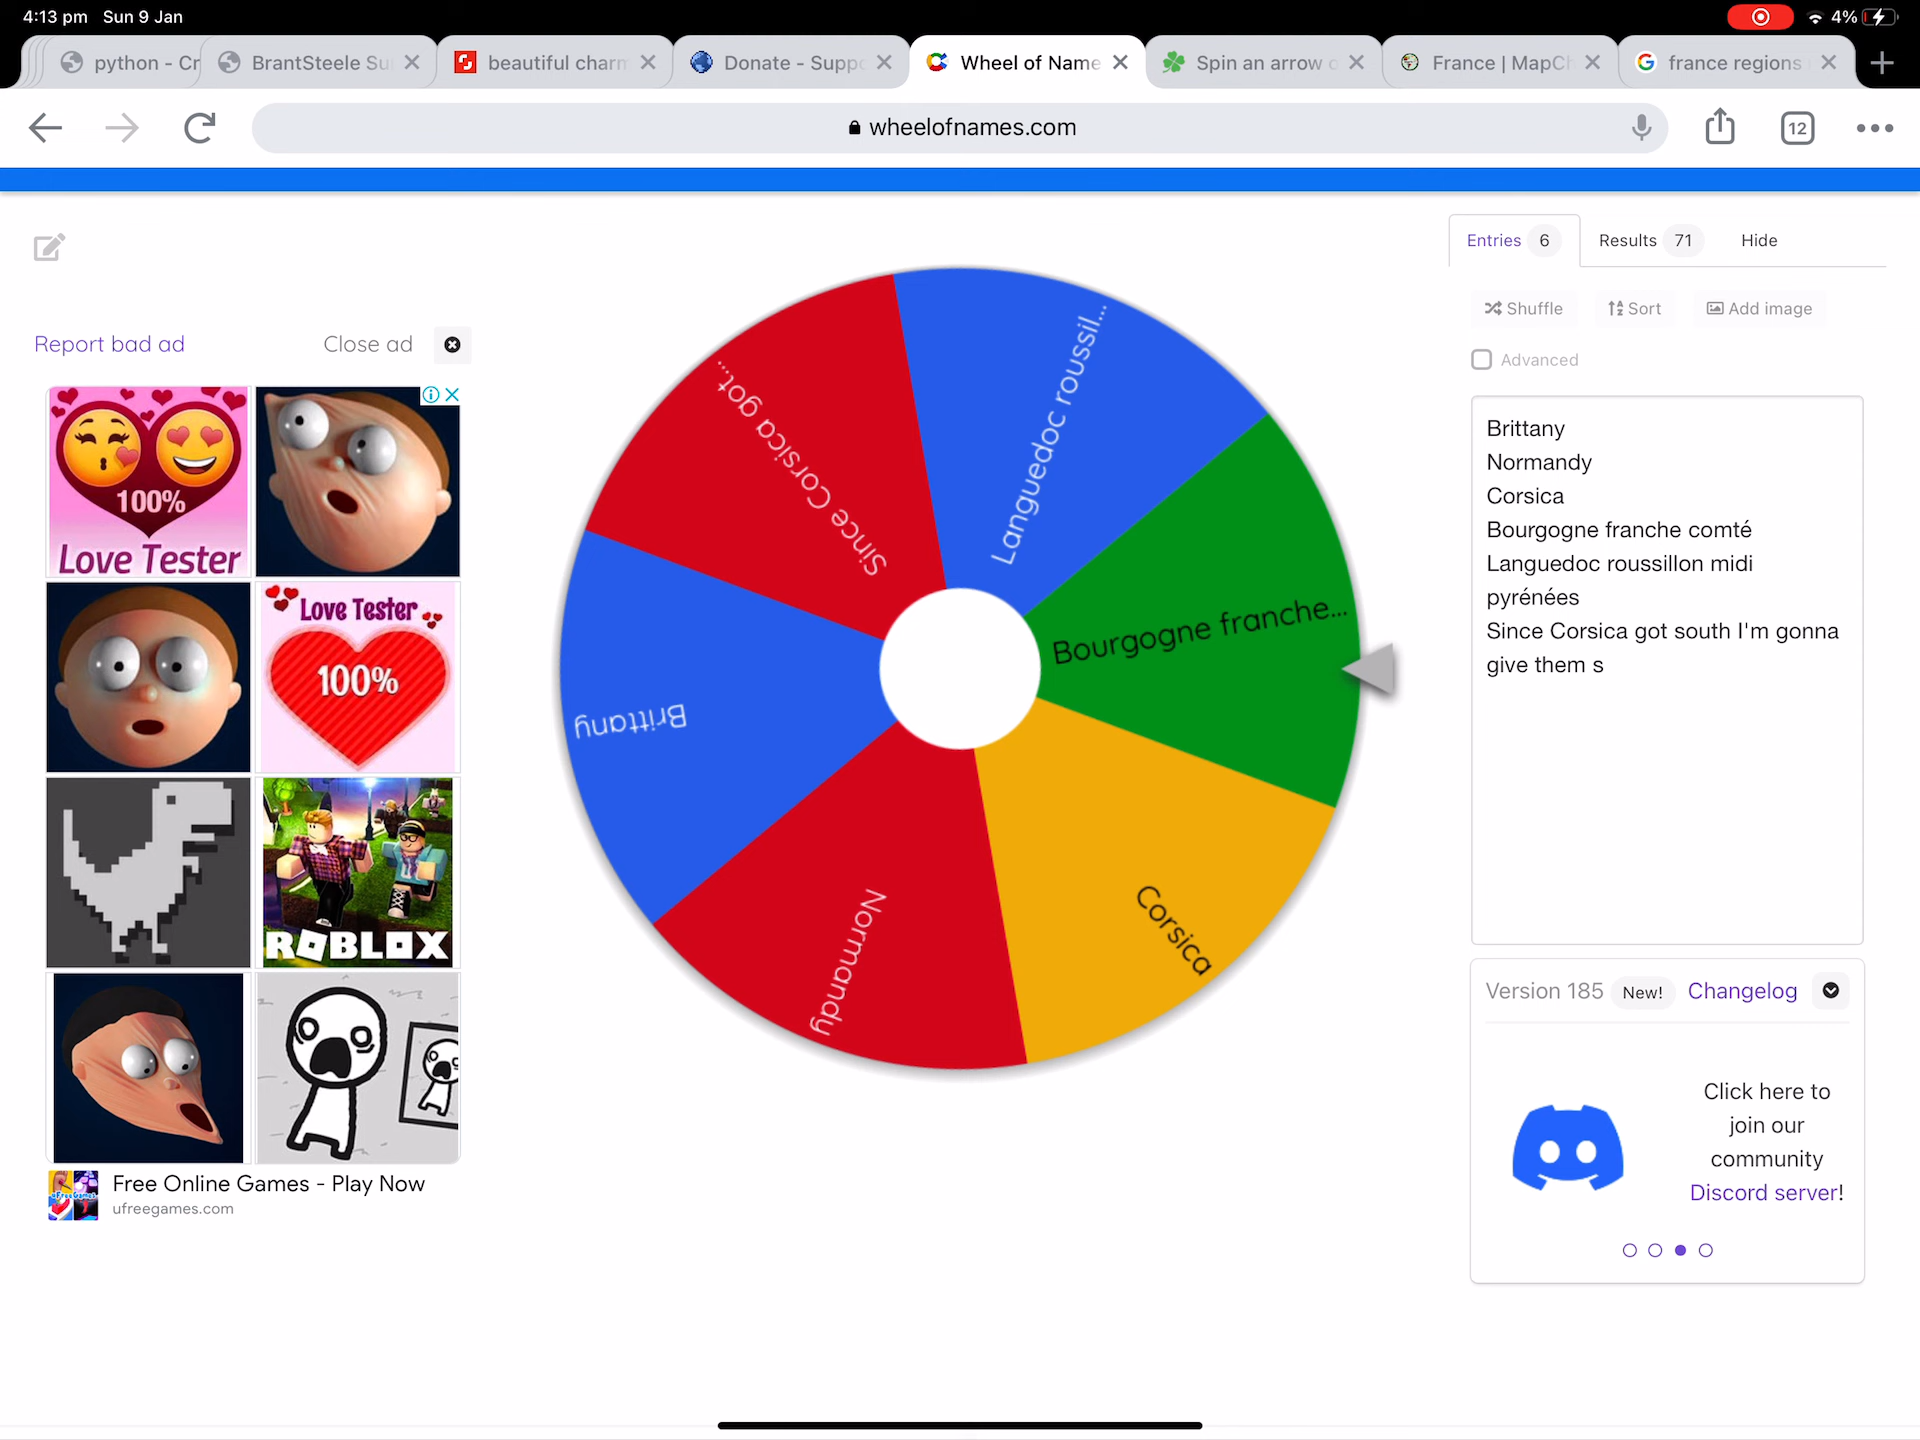 4:13 pm Sun 9 Jan
4%
python - Cr
BrantSteele Su
beautiful charm
Donate - Suppo
Wheel of Name
Spin an arrow o
France | MapCh
france regions
wheelofnames.com
12
Entries 6
Results 71
Hide
Shuffle
Sort
Add image
Advanced
Report bad ad
Close ad
100%
Love Tester
Love Tester
100%
ROBLOX
Free Online Games - Play Now
ufreegames.com
Languedoc roussil...
Bourgogne franche...
Corsica
Normandy
Brittany
Since Corsica got...
Brittany
Normandy
Corsica
Bourgogne franche comté
Languedoc roussillon midi
pyrénées
Since Corsica got south I'm gonna
give them s
Version 185
New!
Changelog
Click here to
join our
community
Discord server!